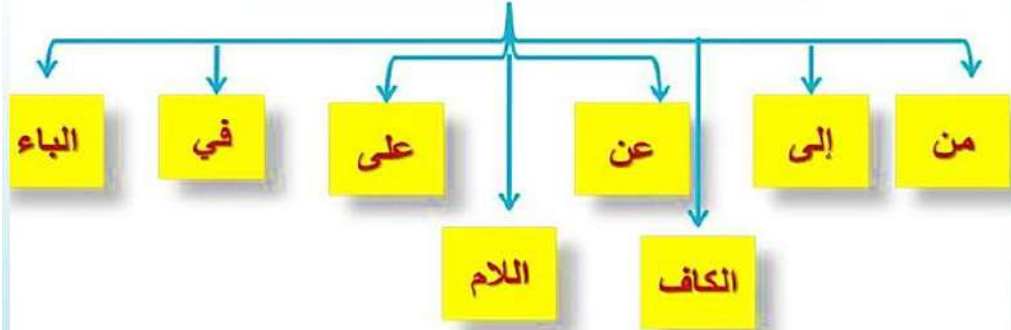 من إلى عن على في الباء
الكاف اللام